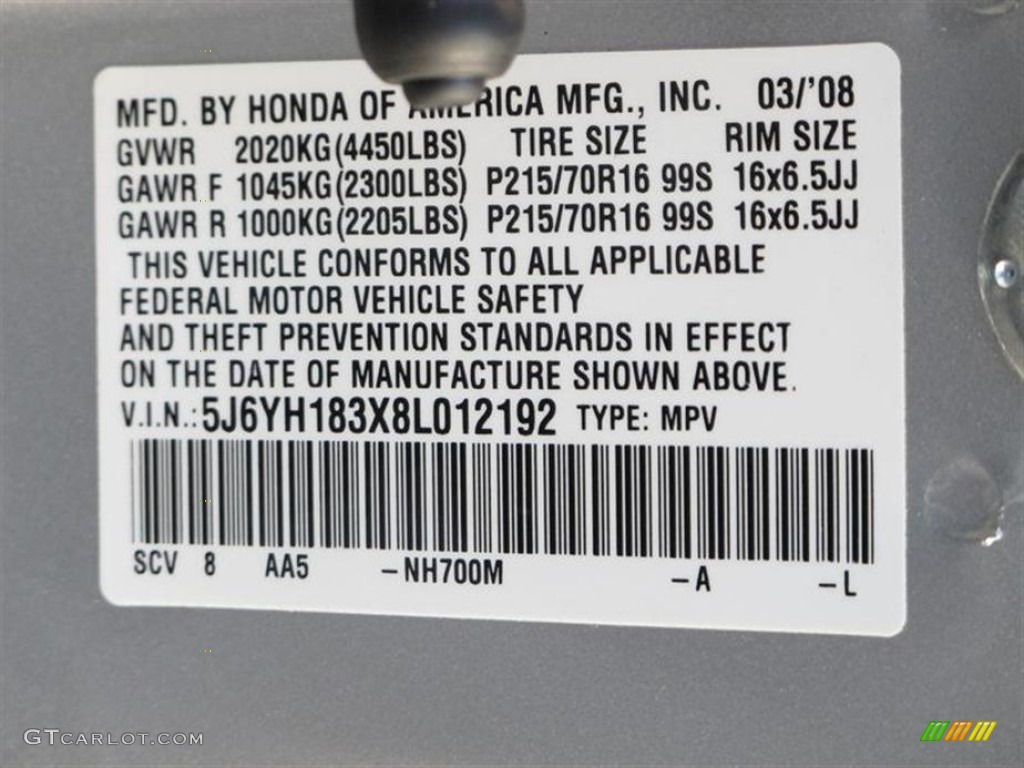 MFD. BY HONDA OF AMERICA MFG., INC. 03/'08
GVWR 2020KG(4450LBS) TIRE SIZE RIM SIZE
GAWR F 1045KG(2300LBS) P215/70R16 99S 16x6.5JJ
GAWR R 1000KG(2205LBS) P215/70R16 99S 16x6.5JJ
THIS VEHICLE CONFORMS TO ALL APPLICABLE
FEDERAL MOTOR VEHICLE SAFETY
AND THEFT PREVENTION STANDARDS IN EFFECT
ON THE DATE OF MANUFACTURE SHOWN ABOVE.
V.I.N.: 5J6YH183X8L012192 TYPE: MPV
SCV 8 AA5 -NH700M -A -L
GTCARLOT.COM